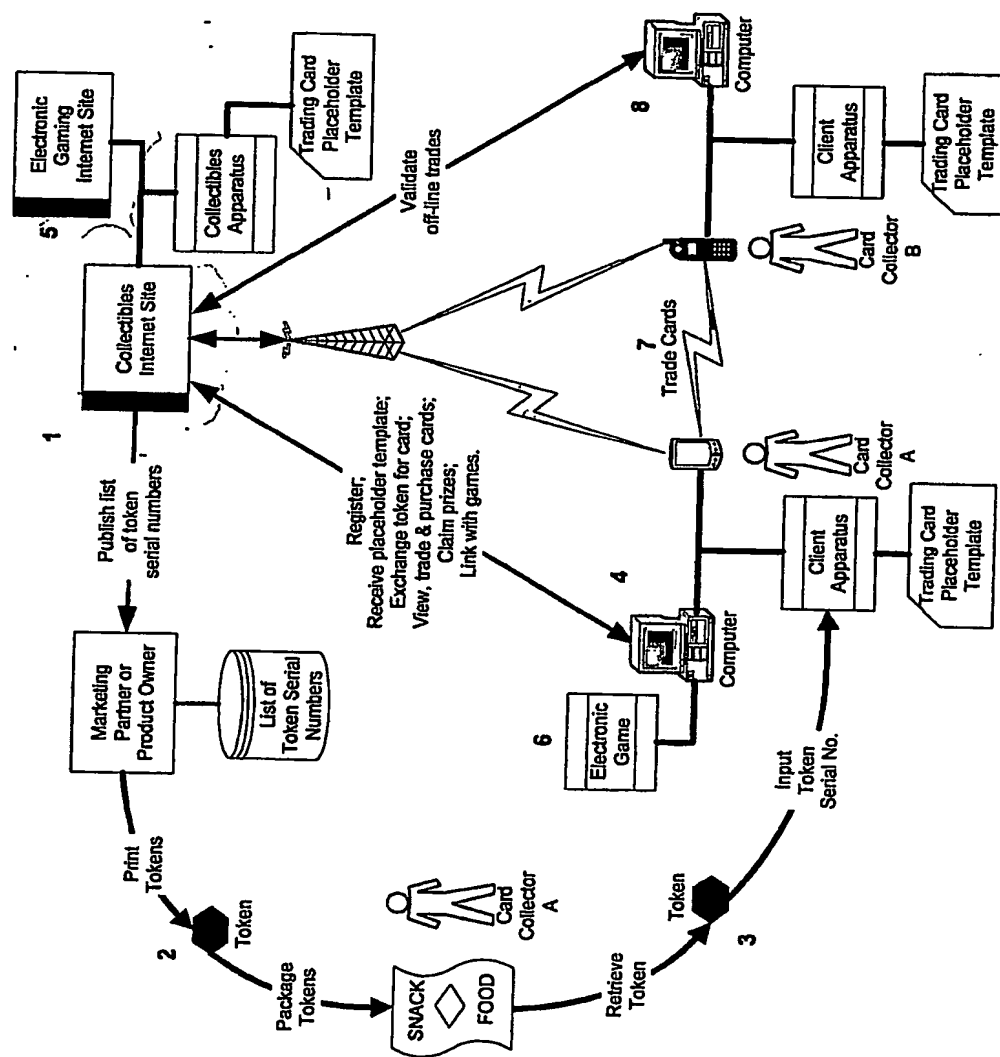 1
Collectibles
Internet Site
5
Electronic
Gaming
Internet Site
Collectibles
Apparatus
Trading Card
Placeholder
Template
Publish list
of token
serial numbers
Marketing
Partner or
Product Owner
List of
Token Serial
Numbers
Print
Tokens
2
Token
Package
Tokens
SNACK
FOOD
Card
Collector
A
Retrieve
Token
Token
3
Input
Token
Serial No.
Register;
Receive placeholder template;
Exchange token for card;
View, trade & purchase cards;
Claim prizes;
Link with games.
4
Computer
6
Electronic
Game
Client
Apparatus
Trading Card
Placeholder
Template
Card
Collector
A
7
Trade Cards
Card
Collector
B
Validate
off-line trades
8
Computer
Client
Apparatus
Trading Card
Placeholder
Template